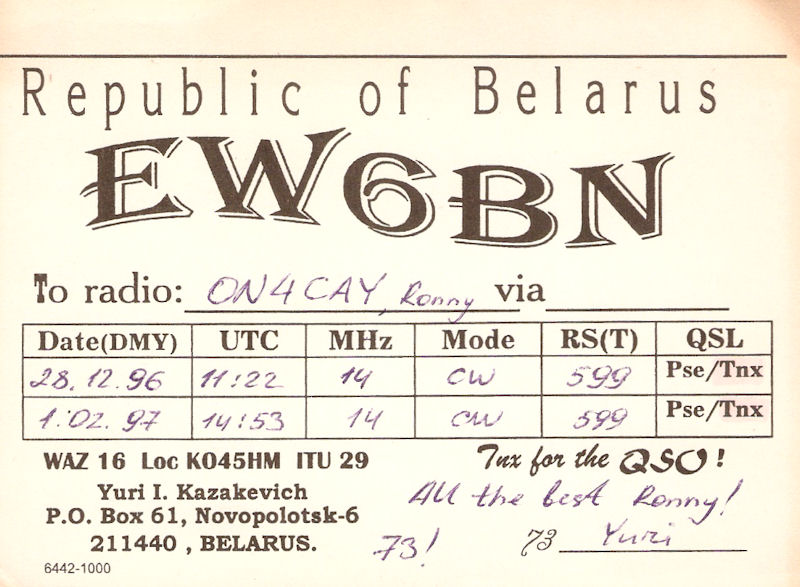 Republic of Belarus
EW6BN
To radio: ON4CAY, Ronny via
Date(DMY) UTC MHz Mode RS(T) QSL
28.12.96 11:22 14 CW 599 Pse/Tnx
1.02.97 14:53 14 CW 599 Pse/Tnx
WAZ 16 Loc KO45HM ITU 29
Tnx for the QSO!
Yuri I. Kazakevich
All the best Ronny!
P.O. Box 61, Novopolotsk-6
211440 , BELARUS.
73!
73 Yuri
6442-1000